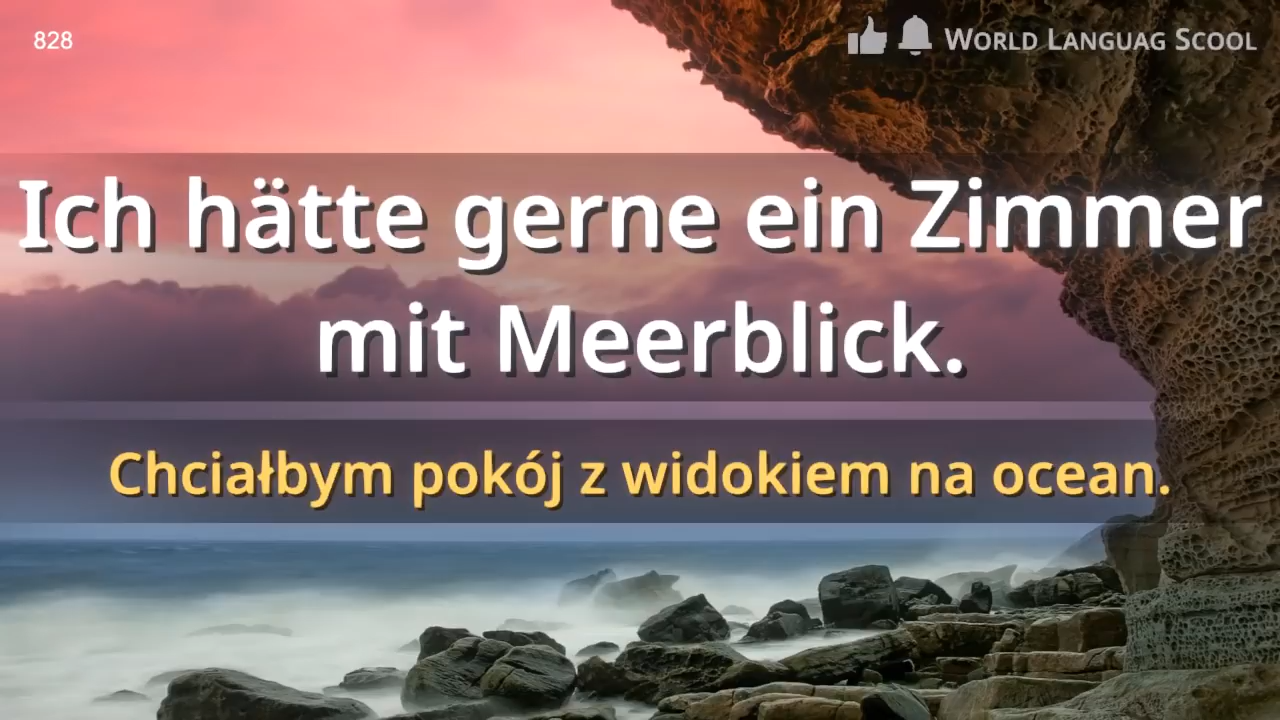 828
World Languag Scool
Ich hätte gerne ein Zimmer
mit Meerblick.
Chciałbym pokój z widokiem na ocean.